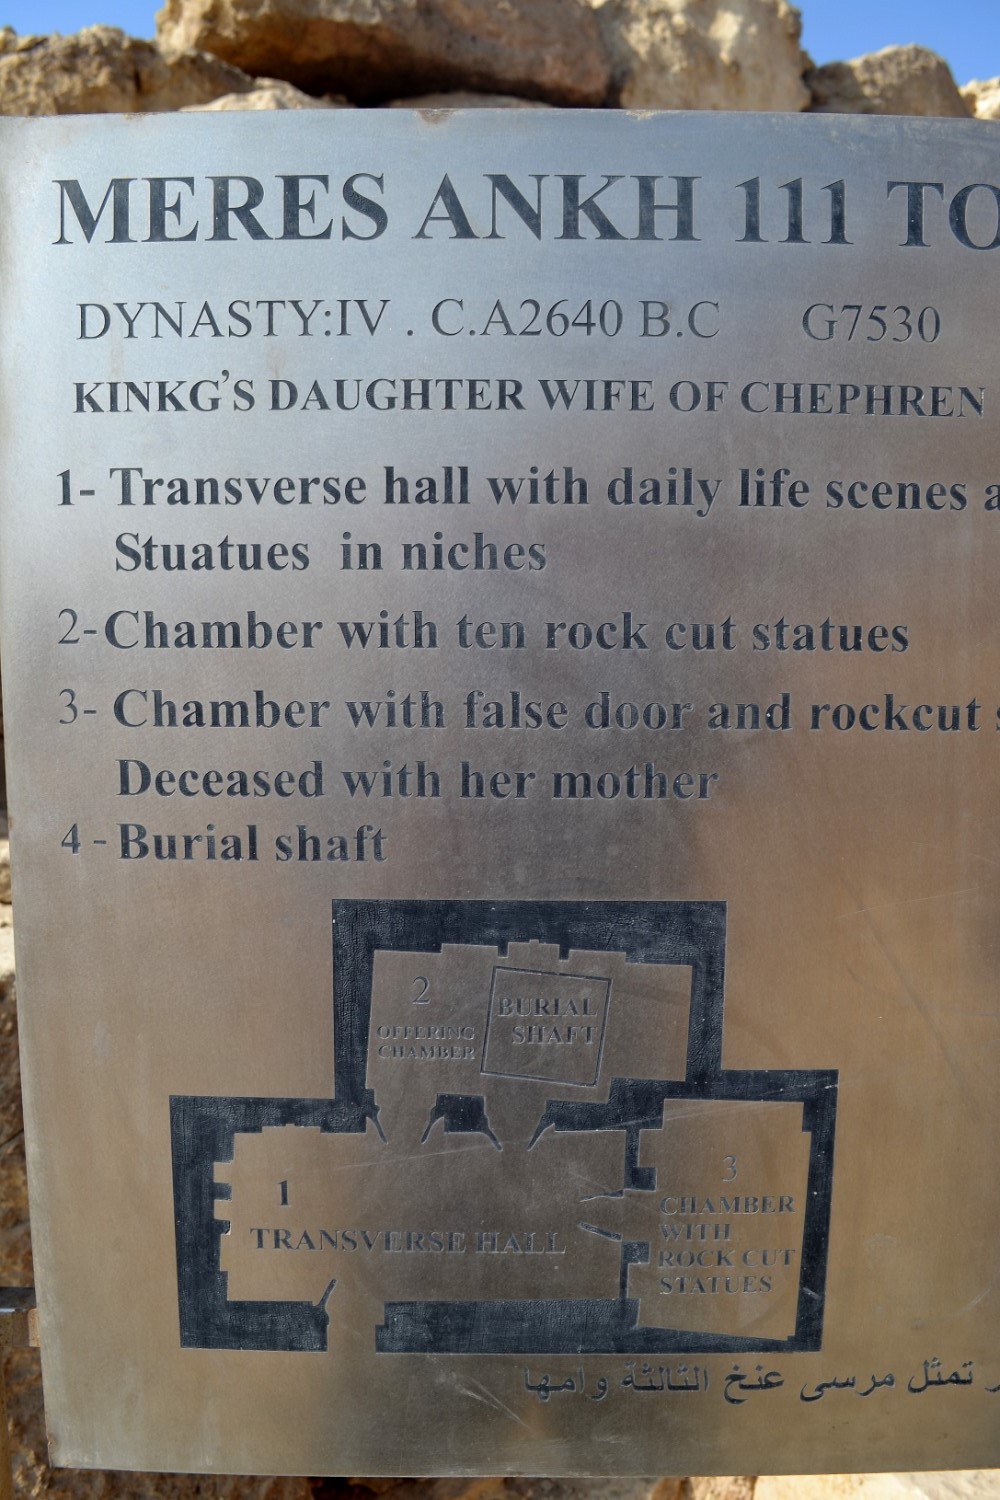 MERES ANKH 111 TO
DYNASTY:IV . C.A2640 B.C G7530
KINKG'S DAUGHTER WIFE OF CHEPHREN
1- Transverse hall with daily life scenes a
Stuatues in niches
2- Chamber with ten rock cut statues
3- Chamber with false door and rockcut s
Deceased with her mother
4 - Burial shaft
2
OFFERING
CHAMBER
BURIAL
SHAFT
1
TRANSVERSE HALL
3
CHAMBER
WITH
ROCK CUT
STATUES
ر تمثل مرسى عنخ الثالثة وامها